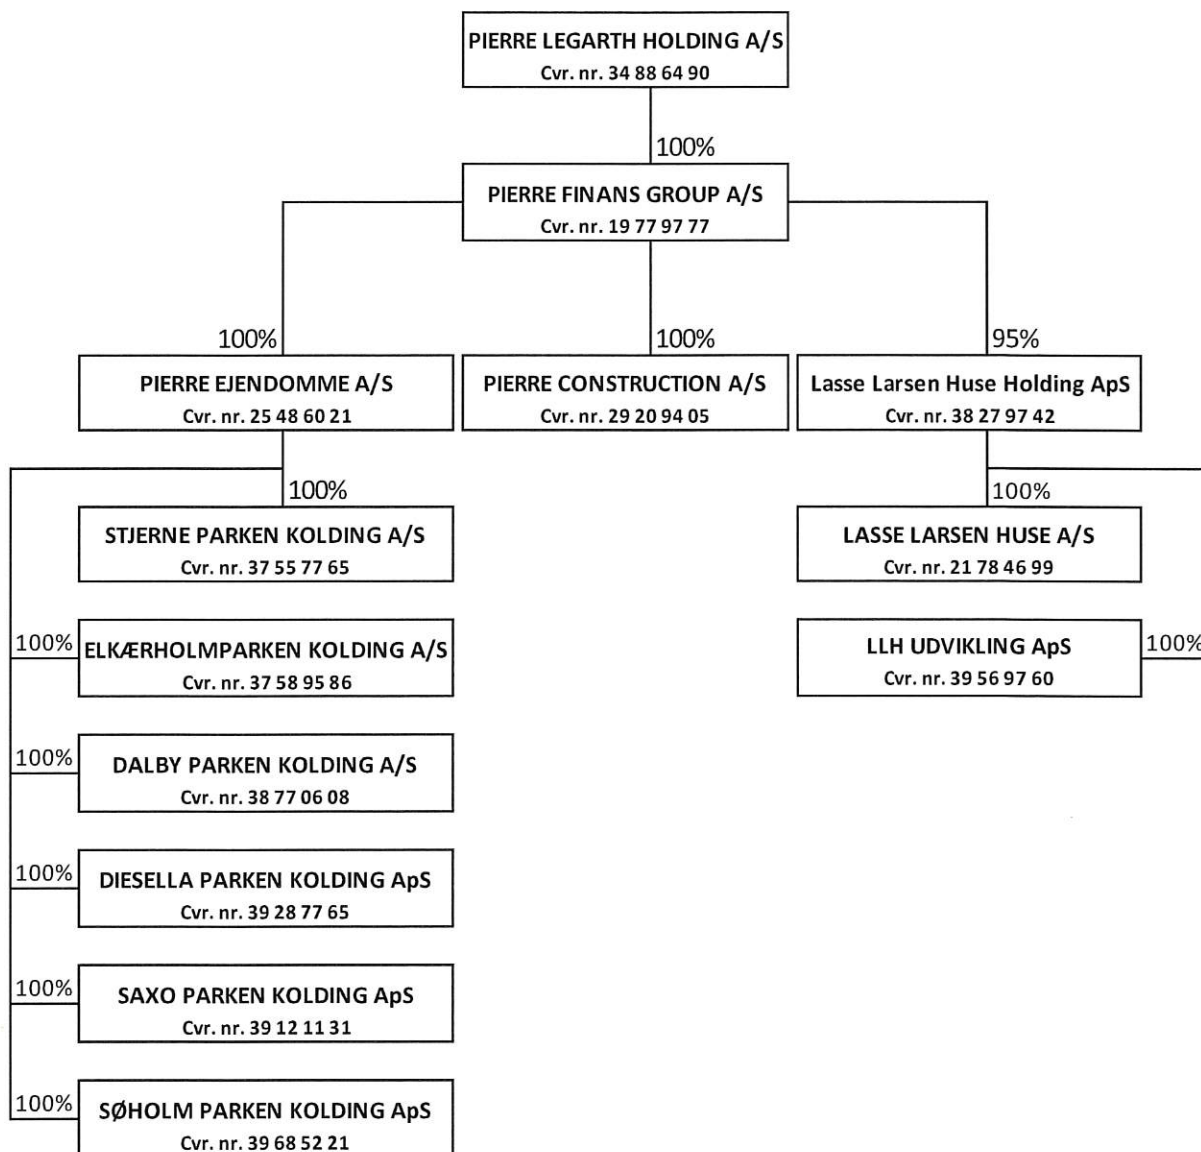 PIERRE LEGARTH HOLDING A/S
Cvr. nr. 34 88 64 90
100%
PIERRE FINANS GROUP A/S
Cvr. nr. 19 77 97 77
100%
100%
95%
PIERRE EJENDOMME A/S
Cvr. nr. 25 48 60 21
PIERRE CONSTRUCTION A/S
Cvr. nr. 29 20 94 05
Lasse Larsen Huse Holding ApS
Cvr. nr. 38 27 97 42
100%
100%
STJERNE PARKEN KOLDING A/S
Cvr. nr. 37 55 77 65
LASSE LARSEN HUSE A/S
Cvr. nr. 21 78 46 99
100%
ELKÆRHOLMPARKEN KOLDING A/S
Cvr. nr. 37 58 95 86
LLH UDVIKLING ApS
Cvr. nr. 39 56 97 60
100%
100%
DALBY PARKEN KOLDING A/S
Cvr. nr. 38 77 06 08
100%
DIESELLA PARKEN KOLDING ApS
Cvr. nr. 39 28 77 65
100%
SAXO PARKEN KOLDING ApS
Cvr. nr. 39 12 11 31
100%
SØHOLM PARKEN KOLDING ApS
Cvr. nr. 39 68 52 21